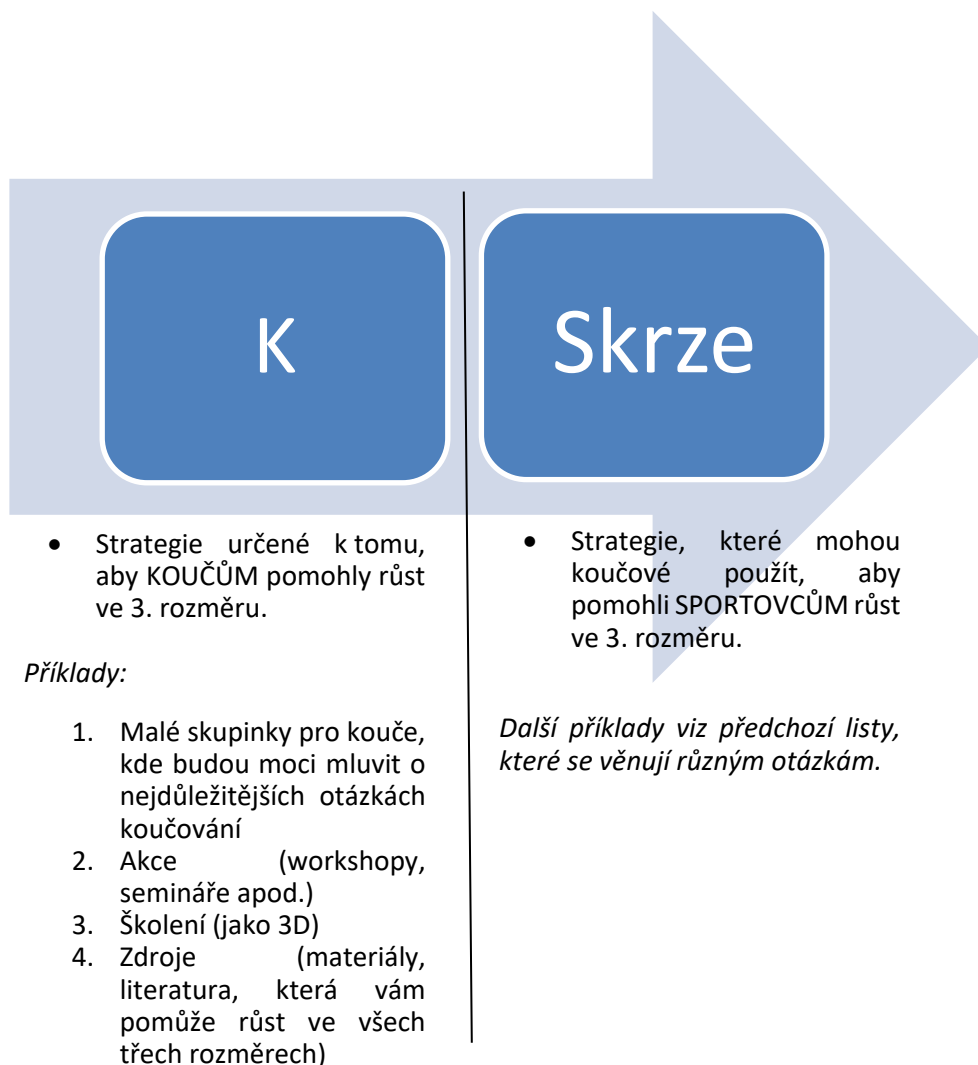 K
Skrze
• Strategie určené k tomu,
aby KOUČŮM pomohly růst
ve 3. rozměru.
Příklady:
1. Malé skupinky pro kouče,
kde budou moci mluvit o
nejdůležitějších otázkách
koučování
2. Akce (workshopy,
semináře apod.)
3. Školení (jako 3D)
4. Zdroje (materiály,
literatura, která vám
pomůže růst ve všech
třech rozměrech)
• Strategie, které mohou
koučové použít, aby
pomohli SPORTOVCŮM růst
ve 3. rozměru.
Další příklady viz předchozí listy,
které se věnují různým otázkám.